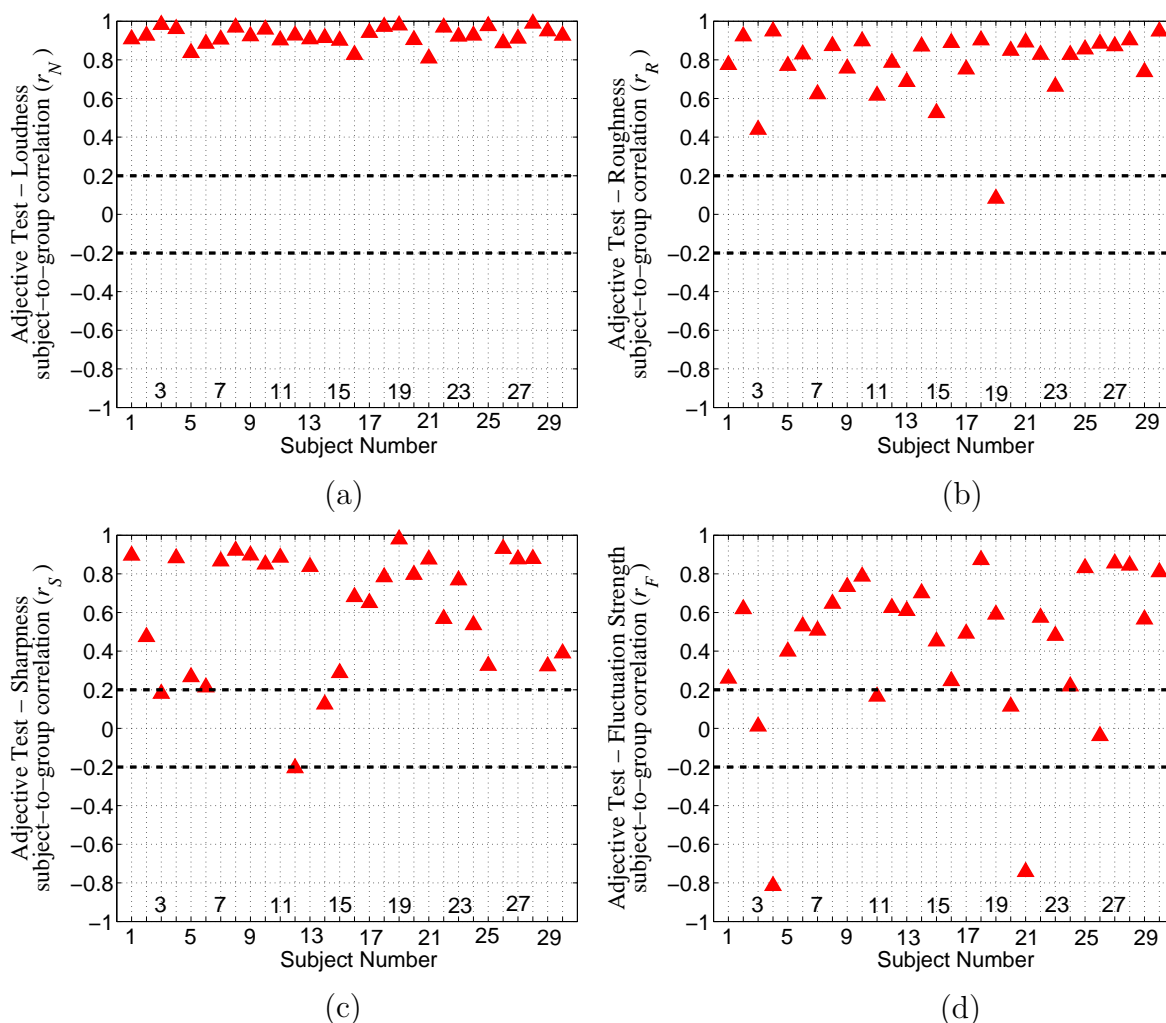 Adjective Test − Loudness
subject−to−group correlation (r_N)
1
0.8
0.6
0.4
0.2
0
−0.2
−0.4
−0.6
−0.8
−1
3 7 11 15 19 23 27
1 5 9 13 17 21 25 29
Subject Number
(a)
Adjective Test − Roughness
subject−to−group correlation (r_R)
1
0.8
0.6
0.4
0.2
0
−0.2
−0.4
−0.6
−0.8
−1
3 7 11 15 19 23 27
1 5 9 13 17 21 25 29
Subject Number
(b)
Adjective Test − Sharpness
subject−to−group correlation (r_S)
1
0.8
0.6
0.4
0.2
0
−0.2
−0.4
−0.6
−0.8
−1
3 7 11 15 19 23 27
1 5 9 13 17 21 25 29
Subject Number
(c)
Adjective Test − Fluctuation Strength
subject−to−group correlation (r_F)
1
0.8
0.6
0.4
0.2
0
−0.2
−0.4
−0.6
−0.8
−1
3 7 11 15 19 23 27
1 5 9 13 17 21 25 29
Subject Number
(d)